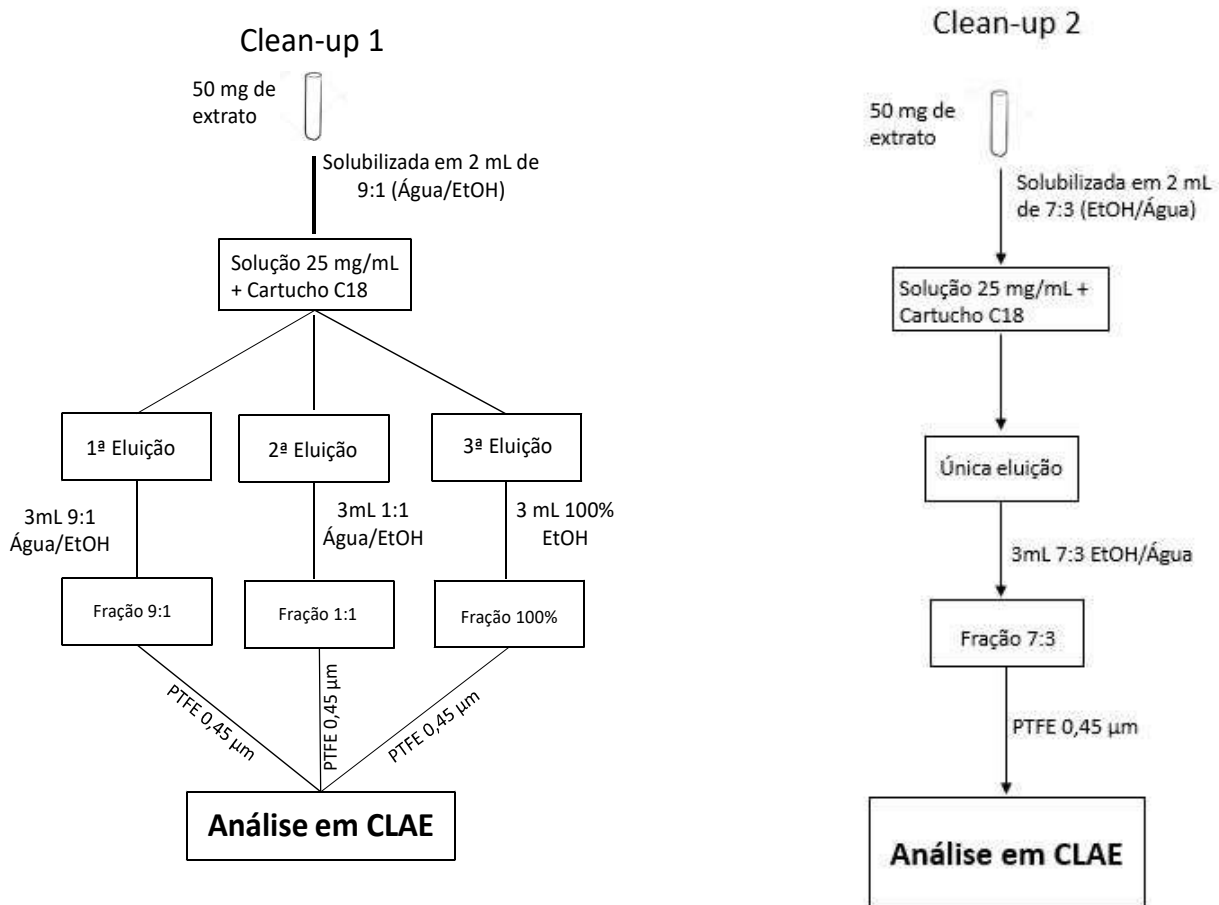 Clean-up 1
50 mg de
extrato
Solubilizada em 2 mL de
9:1 (Água/EtOH)
Solução 25 mg/mL
+ Cartucho C18
1ª Eluição
2ª Eluição
3ª Eluição
3mL 9:1
Água/EtOH
3mL 1:1
Água/EtOH
3 mL 100%
EtOH
Fração 9:1
Fração 1:1
Fração 100%
PTFE 0,45 µm
PTFE 0,45 µm
PTFE 0,45 µm
Análise em CLAE
Clean-up 2
50 mg de
extrato
Solubilizada em 2 mL
de 7:3 (EtOH/Água)
Solução 25 mg/mL +
Cartucho C18
Única eluição
3mL 7:3 EtOH/Água
Fração 7:3
PTFE 0,45 µm
Análise em CLAE